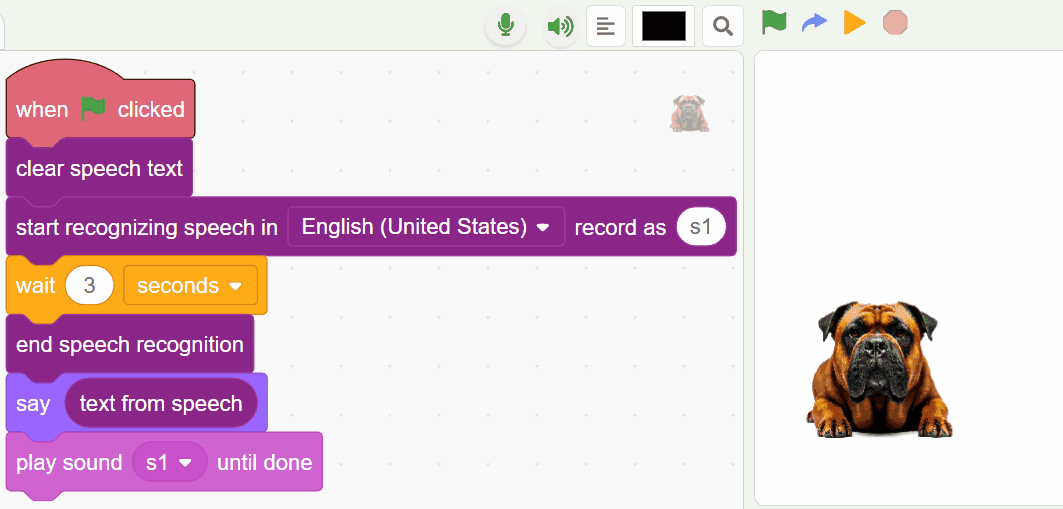 when clicked
clear speech text
start recognizing speech in English (United States) record as s1
wait 3 seconds
end speech recognition
say text from speech
play sound s1 until done